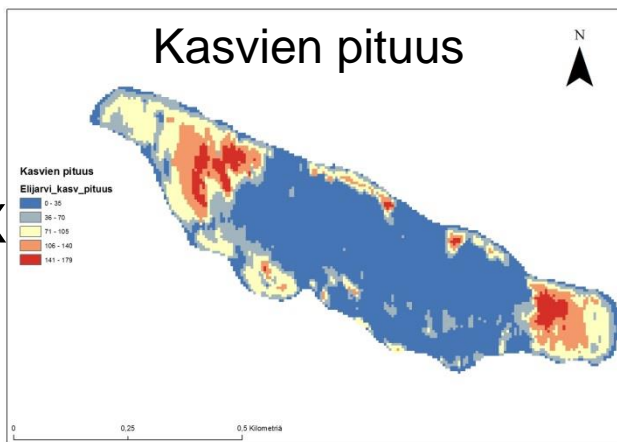 Kasvien pituus
N
Kasvien pituus
Elijarvi_kasv_pituus
0 - 35
36 - 70
71 - 105
106 - 140
141 - 179
x
0 0,25 0,5 Kilometriä